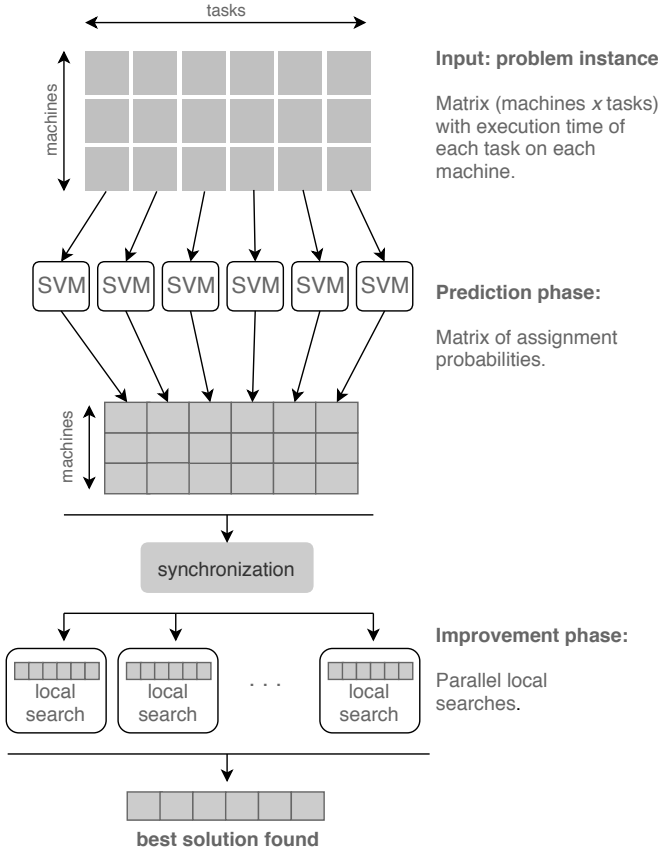 tasks
machines
Input: problem instance
Matrix (machines x tasks)
with execution time of
each task on each
machine.
SVM SVM SVM SVM SVM SVM
Prediction phase:
Matrix of assignment
probabilities.
machines
synchronization
Improvement phase:
Parallel local
searches.
local
search
local
search
. . .
local
search
best solution found